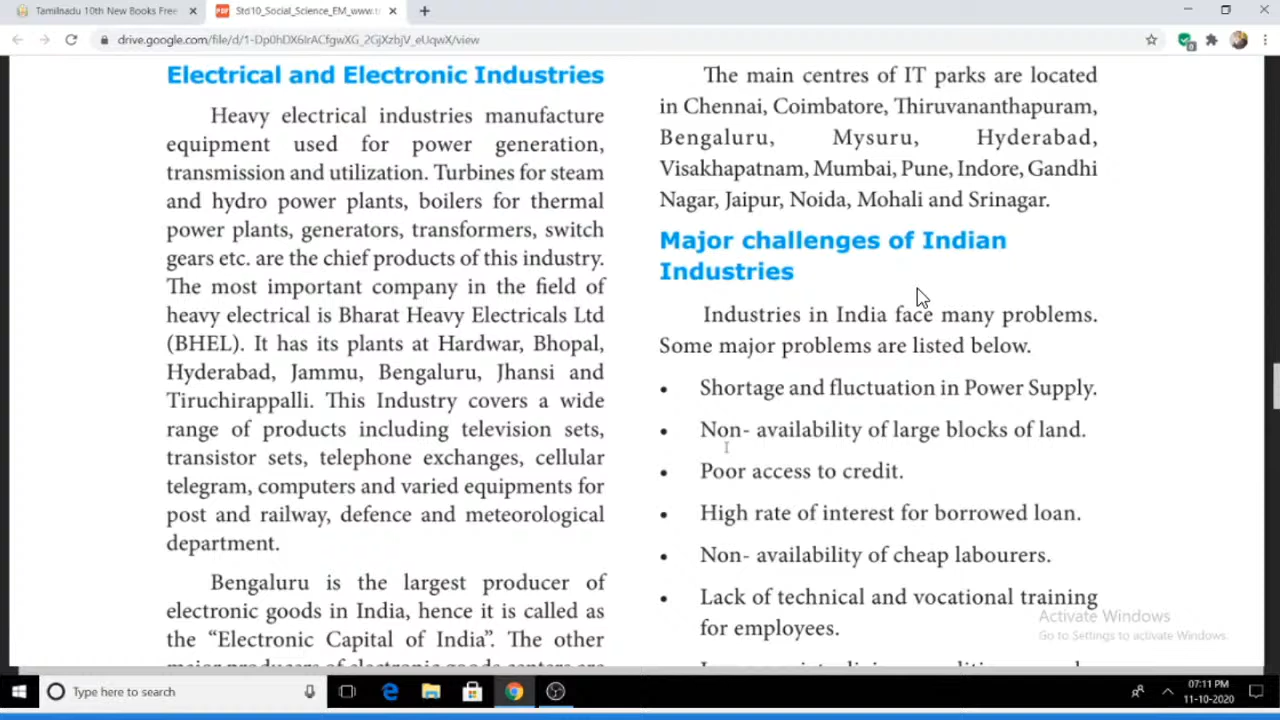 Tamilnadu 10th New Books Free
Std10_Social_Science_EM_www.tr
drive.google.com/file/d/1-Dp0hDX6IrACfgwXG_2GjXzbjV_eUqwX/view
Electrical and Electronic Industries
Heavy electrical industries manufacture
equipment used for power generation,
transmission and utilization. Turbines for steam
and hydro power plants, boilers for thermal
power plants, generators, transformers, switch
gears etc. are the chief products of this industry.
The most important company in the field of
heavy electrical is Bharat Heavy Electricals Ltd
(BHEL). It has its plants at Hardwar, Bhopal,
Hyderabad, Jammu, Bengaluru, Jhansi and
Tiruchirappalli. This Industry covers a wide
range of products including television sets,
transistor sets, telephone exchanges, cellular
telegram, computers and varied equipments for
post and railway, defence and meteorological
department.
Bengaluru is the largest producer of
electronic goods in India, hence it is called as
the “Electronic Capital of India”. The other
major producers of electronic goods centers are
The main centres of IT parks are located
in Chennai, Coimbatore, Thiruvananthapuram,
Bengaluru, Mysuru, Hyderabad,
Visakhapatnam, Mumbai, Pune, Indore, Gandhi
Nagar, Jaipur, Noida, Mohali and Srinagar.
Major challenges of Indian
Industries
Industries in India face many problems.
Some major problems are listed below.
• Shortage and fluctuation in Power Supply.
• Non- availability of large blocks of land.
• Poor access to credit.
• High rate of interest for borrowed loan.
• Non- availability of cheap labourers.
• Lack of technical and vocational training
for employees.
Activate Windows
Go to Settings to activate Windows.
Type here to search
07:11 PM
11-10-2020